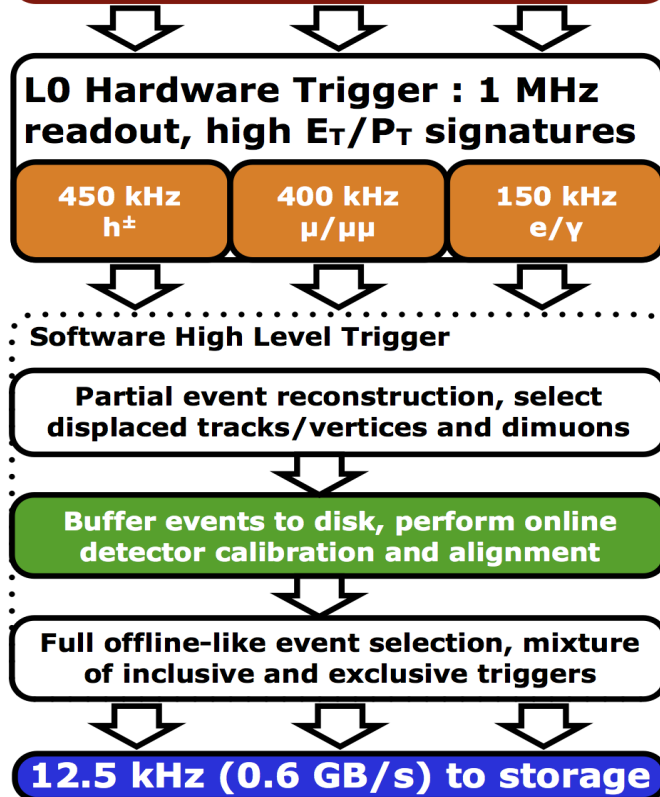 L0 Hardware Trigger : 1 MHz
readout, high ET/PT signatures
450 kHz
h±
400 kHz
µ/µµ
150 kHz
e/γ
Software High Level Trigger
Partial event reconstruction, select
displaced tracks/vertices and dimuons
Buffer events to disk, perform online
detector calibration and alignment
Full offline-like event selection, mixture
of inclusive and exclusive triggers
12.5 kHz (0.6 GB/s) to storage